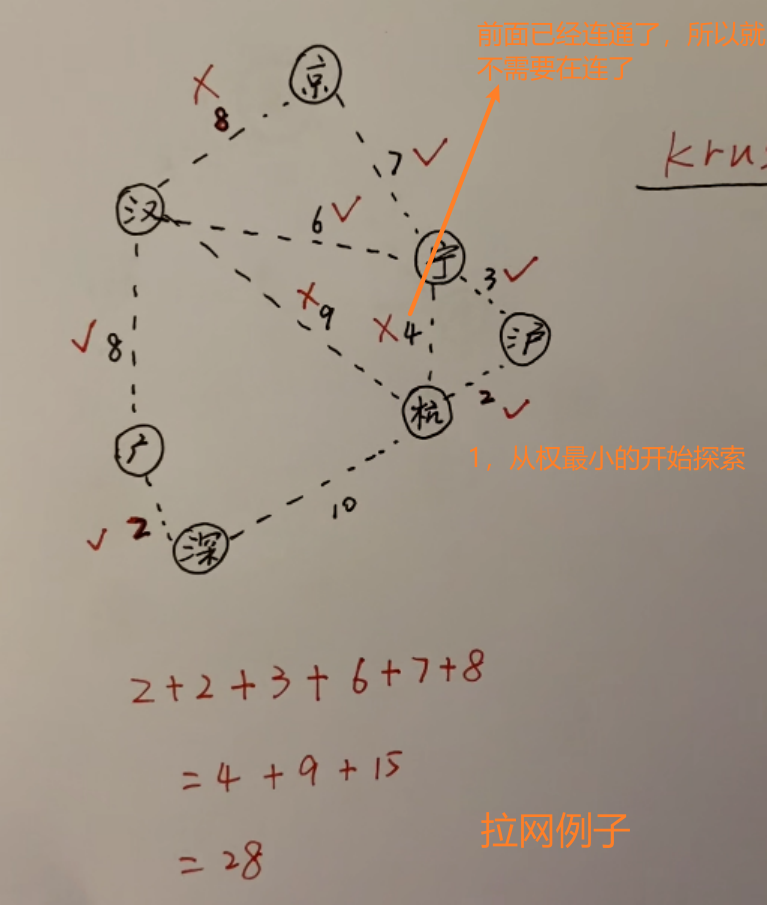 前面已经连通了，所以就
不需要在连了
京
8
7
krus
汉
6
宁
3
9
4
沪
8
2
杭
1，从权最小的开始探索
广
10
2
深
2+2+3+6+7+8
=4+9+15
拉网例子
=28